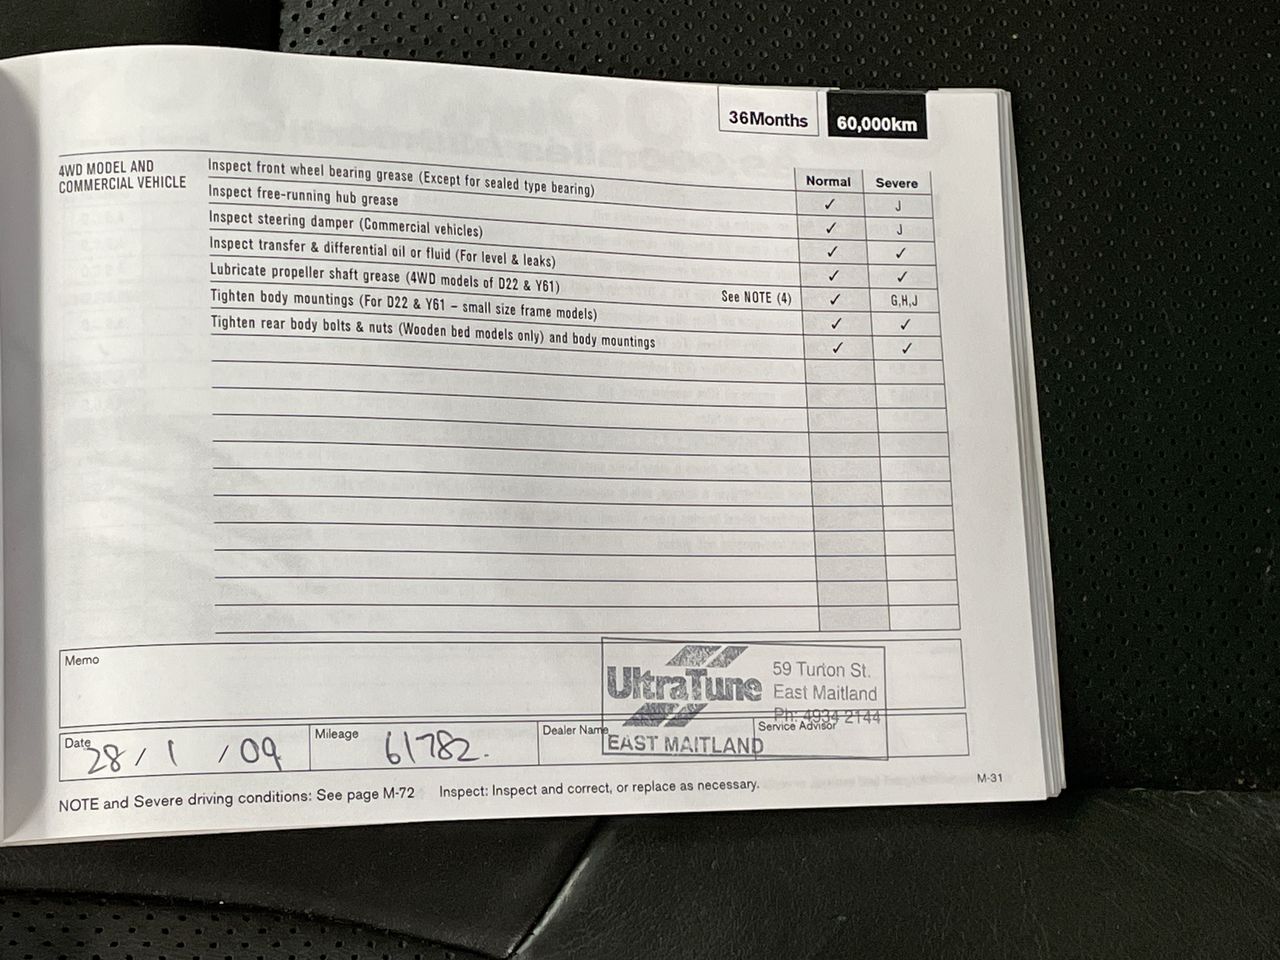 36Months 60,000km
4WD MODEL AND
COMMERCIAL VEHICLE
Normal Severe
Inspect front wheel bearing grease (Except for sealed type bearing) ✓ J
Inspect free-running hub grease ✓ J
Inspect steering damper (Commercial vehicles) ✓ ✓
Inspect transfer & differential oil or fluid (For level & leaks) ✓ ✓
Lubricate propeller shaft grease (4WD models of D22 & Y61) See NOTE (4) ✓ G,H,J
Tighten body mountings (For D22 & Y61 – small size frame models) ✓ ✓
Tighten rear body bolts & nuts (Wooden bed models only) and body mountings ✓ ✓
Memo
UltraTune
59 Turton St.
East Maitland
Ph: 4934 2144
EAST MAITLAND
Date 28/1/09 Mileage 61782. Dealer Name Service Advisor
NOTE and Severe driving conditions: See page M-72 Inspect: Inspect and correct, or replace as necessary.
M-31